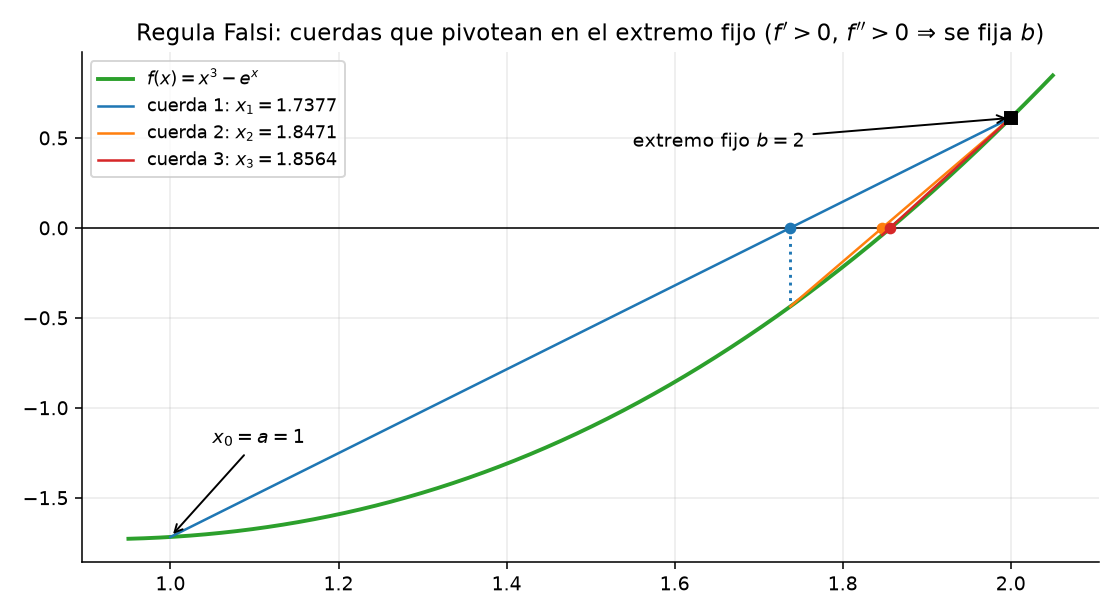 Regula Falsi: cuerdas que pivotean en el extremo fijo (f′ > 0, f″ > 0 ⇒ se fija b)
f(x) = x³ − eˣ
cuerda 1: x₁ = 1.7377
cuerda 2: x₂ = 1.8471
cuerda 3: x₃ = 1.8564
extremo fijo b = 2
x₀ = a = 1
0.5
0.0
−0.5
−1.0
−1.5
1.0 1.2 1.4 1.6 1.8 2.0